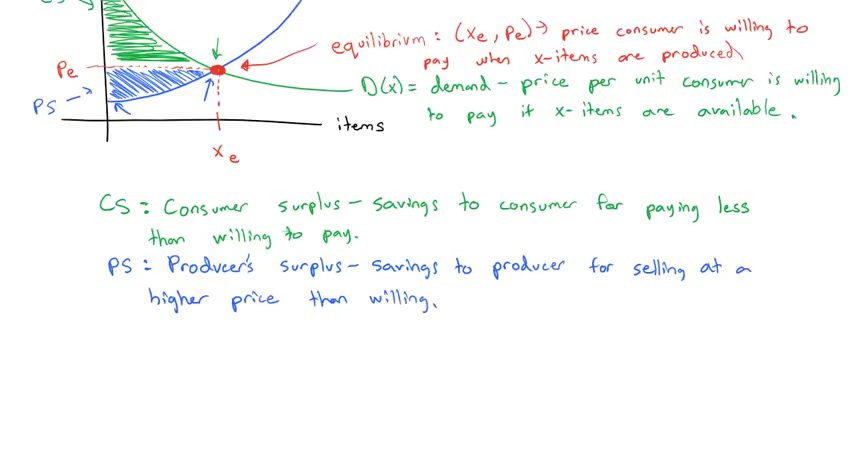 CS
equilibrium : (xe, Pe) → price consumer is willing to
pay when x-items are produced
Pe
D(x) = demand – price per unit consumer is willing
to pay if x-items are available.
PS →
items
xe
CS : Consumer surplus – savings to consumer for paying less
than willing to pay.
PS : Producer's surplus – savings to producer for selling at a
higher price than willing.